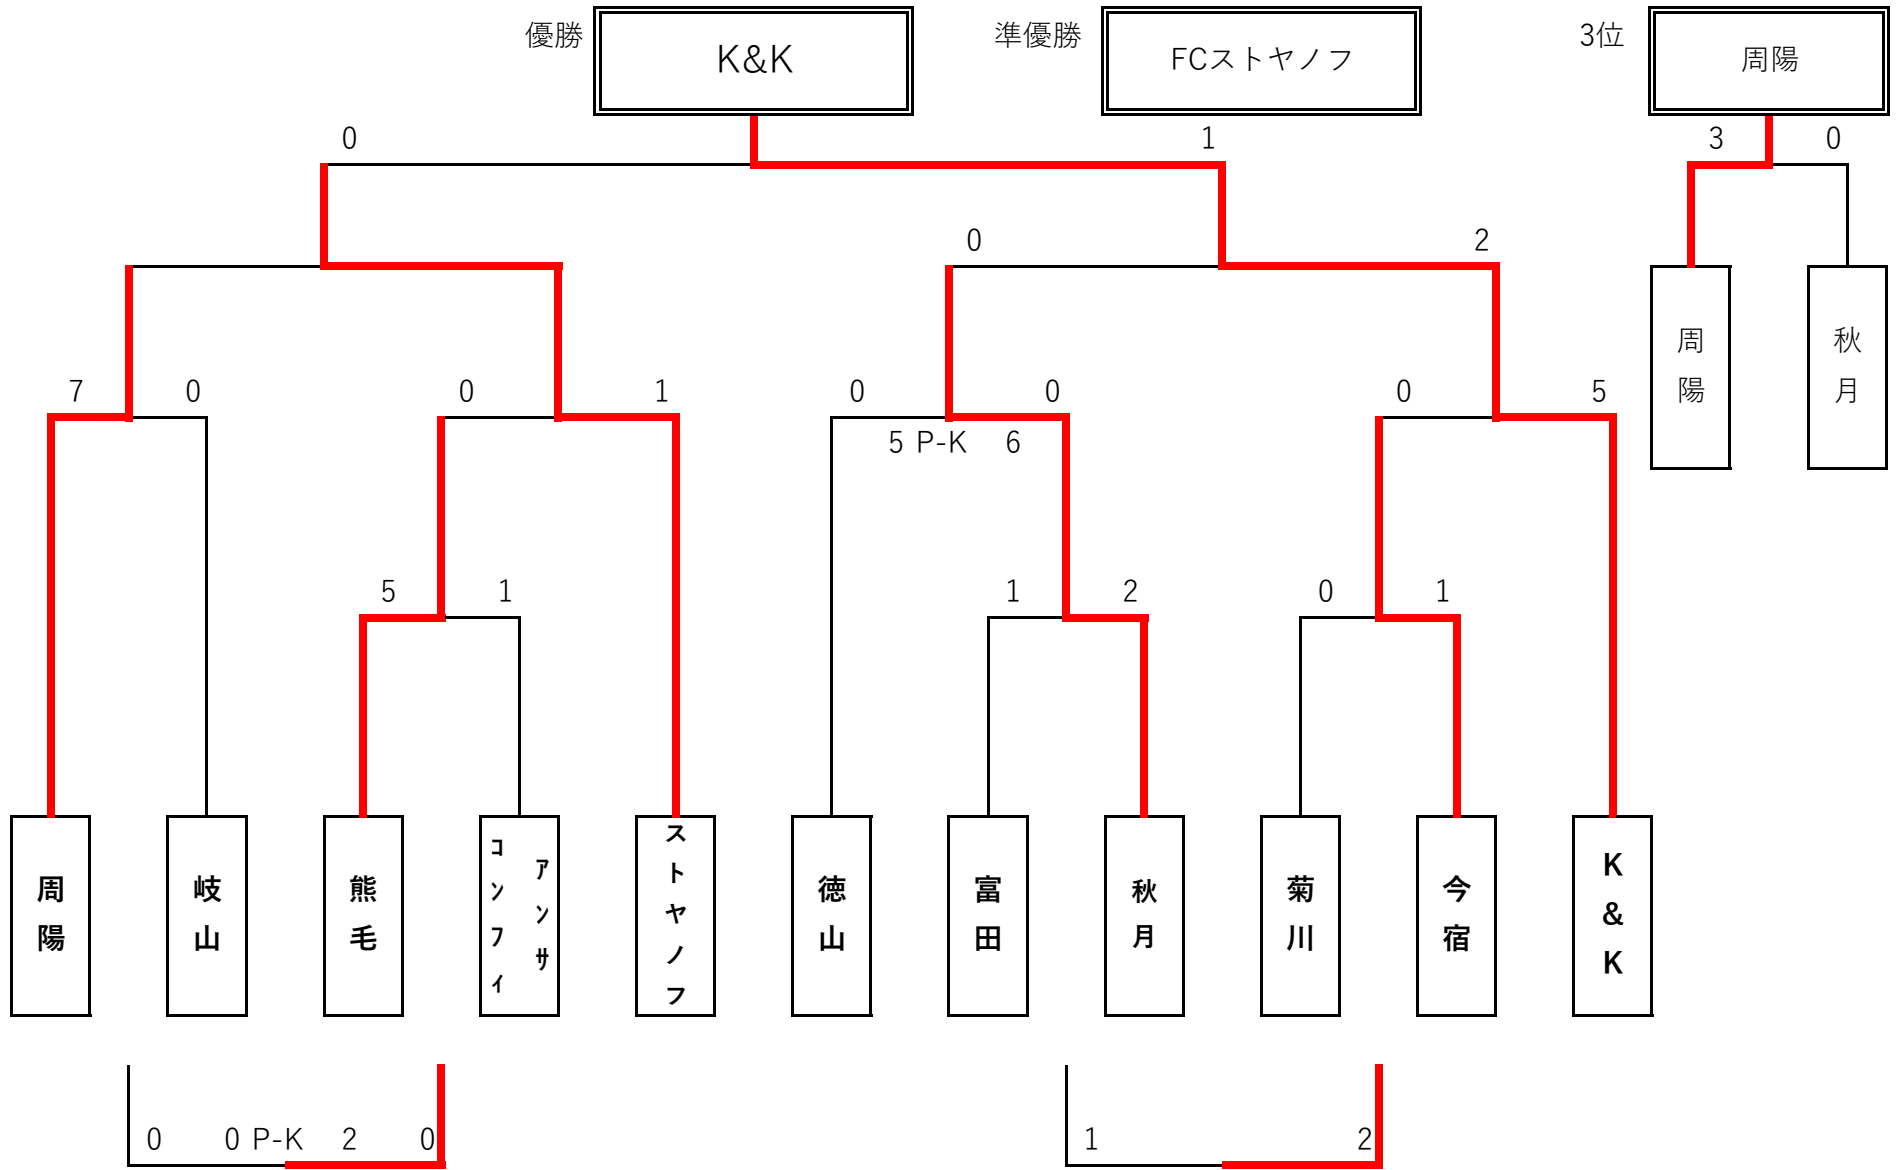 優勝
K&K
準優勝
FCストヤノフ
3位
周陽
0
1
3
0
0
2
周陽
秋月
7
0
0
1
0
0
0
5
5 P-K 6
5
1
1
2
0
1
周陽
岐山
熊毛
アンサ
コンフィ
ストヤノフ
徳山
富田
秋月
菊川
今宿
K&K
0 0 P-K 2 0
1 2